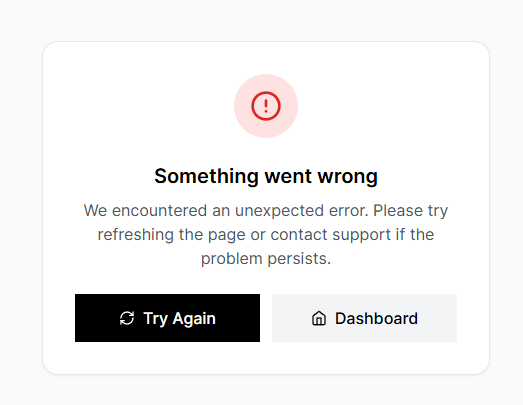 Something went wrong
We encountered an unexpected error. Please try
refreshing the page or contact support if the
problem persists.
Try Again
Dashboard